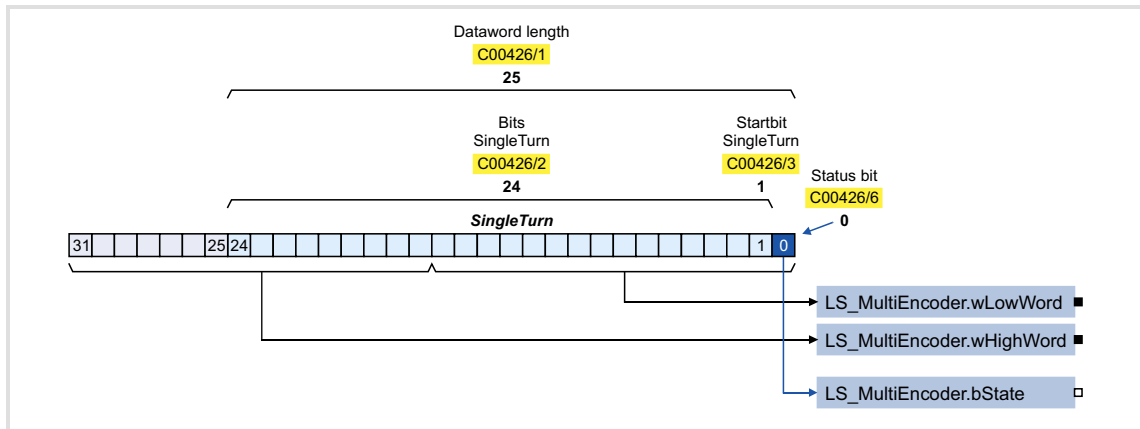 Dataword length
C00426/1
25
Bits
SingleTurn
C00426/2
24
Startbit
SingleTurn
C00426/3
1
Status bit
C00426/6
0
SingleTurn
31 25 24 1 0
LS_MultiEncoder.wLowWord
LS_MultiEncoder.wHighWord
LS_MultiEncoder.bState